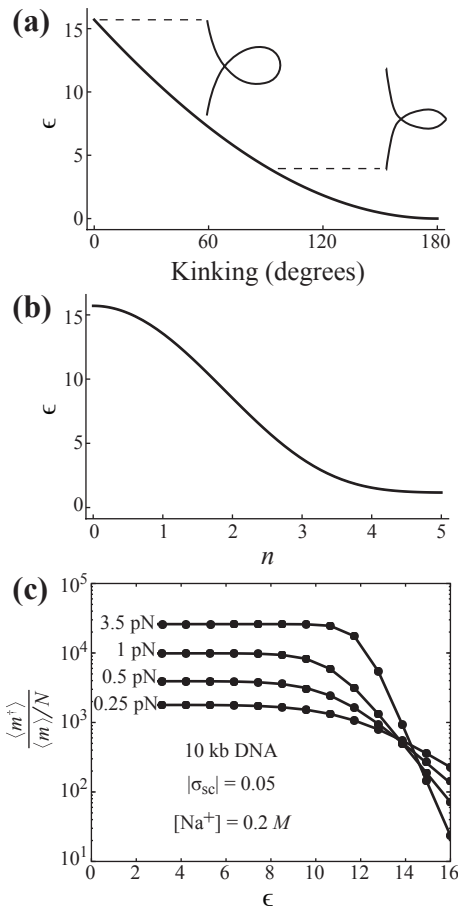 (a)
15
10
ϵ
5
0
0 60 120 180
Kinking (degrees)
(b)
15
10
ϵ
5
0
0 1 2 3 4 5
n
(c)
10^5
3.5 pN
10^4
1 pN
0.5 pN
10^3
0.25 pN
⟨m†⟩
⟨m⟩/N
10 kb DNA
10^2
|σsc| = 0.05
[Na+] = 0.2 M
10^1
0 2 4 6 8 10 12 14 16
ϵ